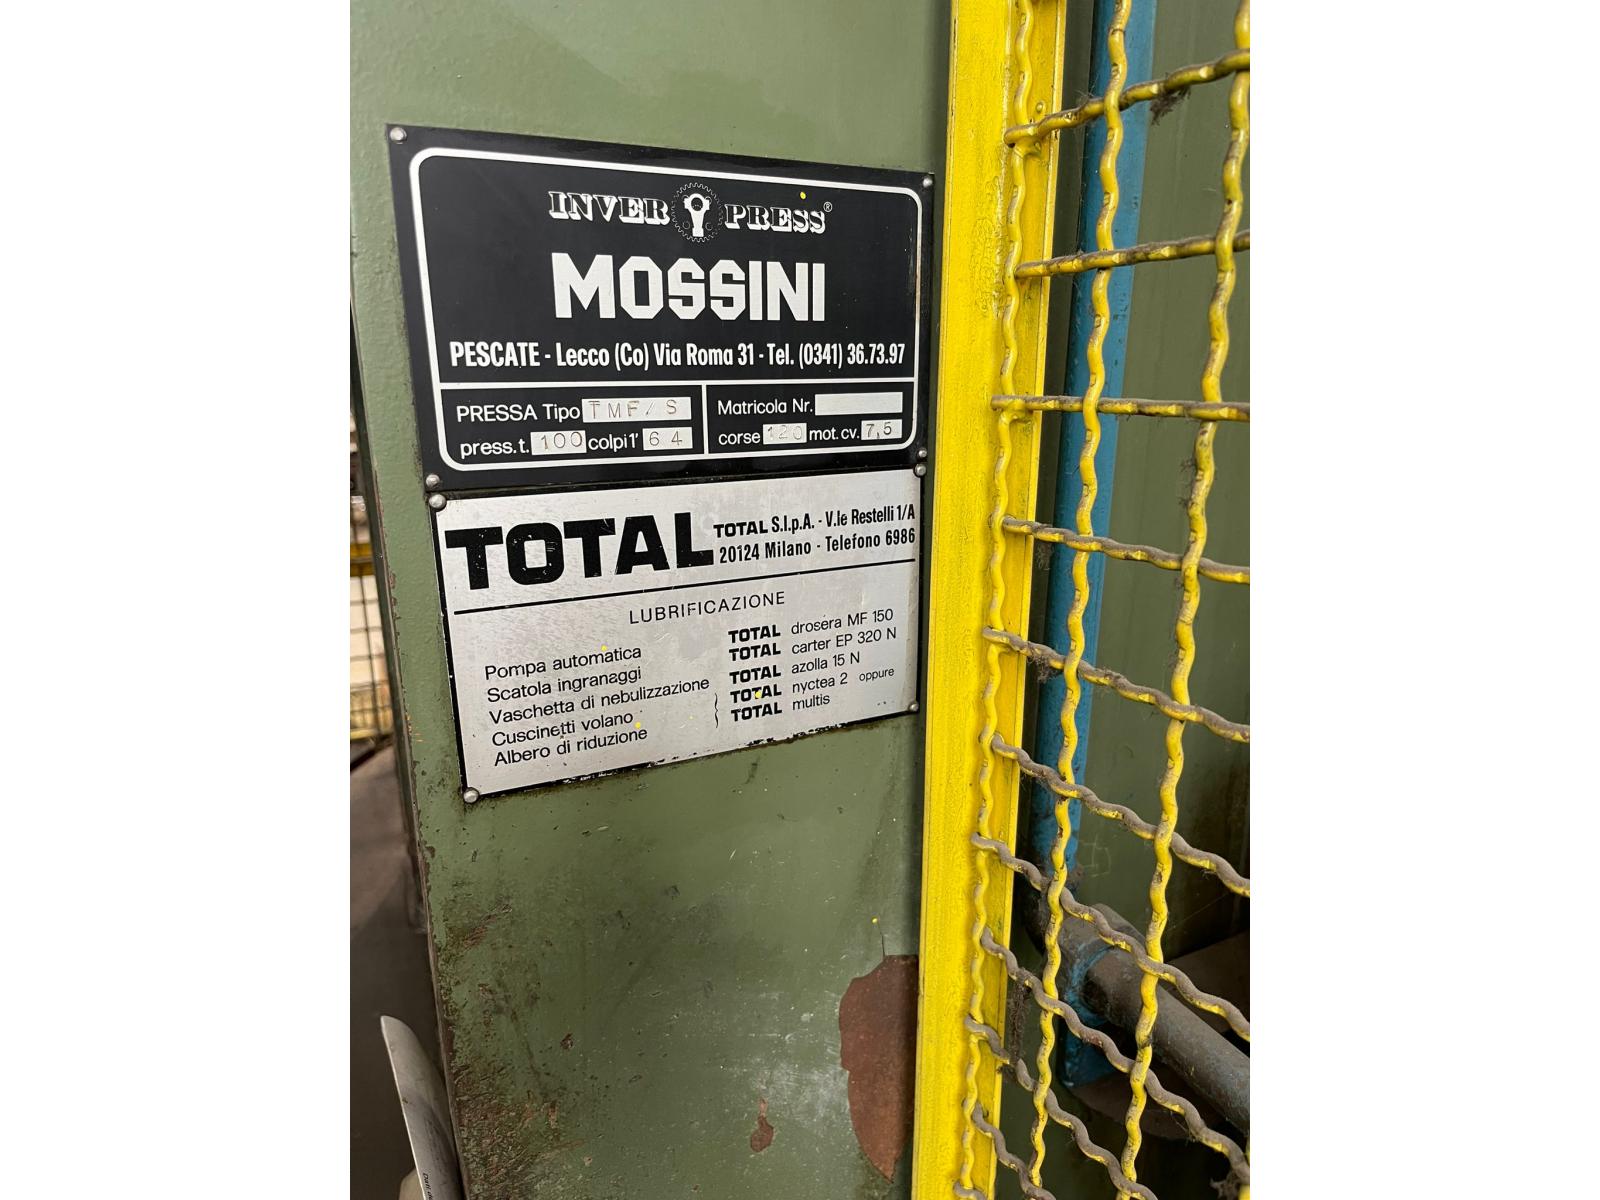 INVER PRESS®
MOSSINI
PESCATE - Lecco (Co) Via Roma 31 - Tel. (0341) 36.73.97
PRESSA Tipo TMF/S
press.t. 100 colpi 1' 64
Matricola Nr.
corse 120 mot.cv. 7,5
TOTAL
TOTAL S.I.p.A. - V.le Restelli 1/A
20124 Milano - Telefono 6986
LUBRIFICAZIONE
Pompa automatica TOTAL drosera MF 150
Scatola ingranaggi TOTAL carter EP 320 N
Vaschetta di nebulizzazione TOTAL azolla 15 N
Cuscinetti volano TOTAL nyctea 2 oppure
Albero di riduzione TOTAL multis